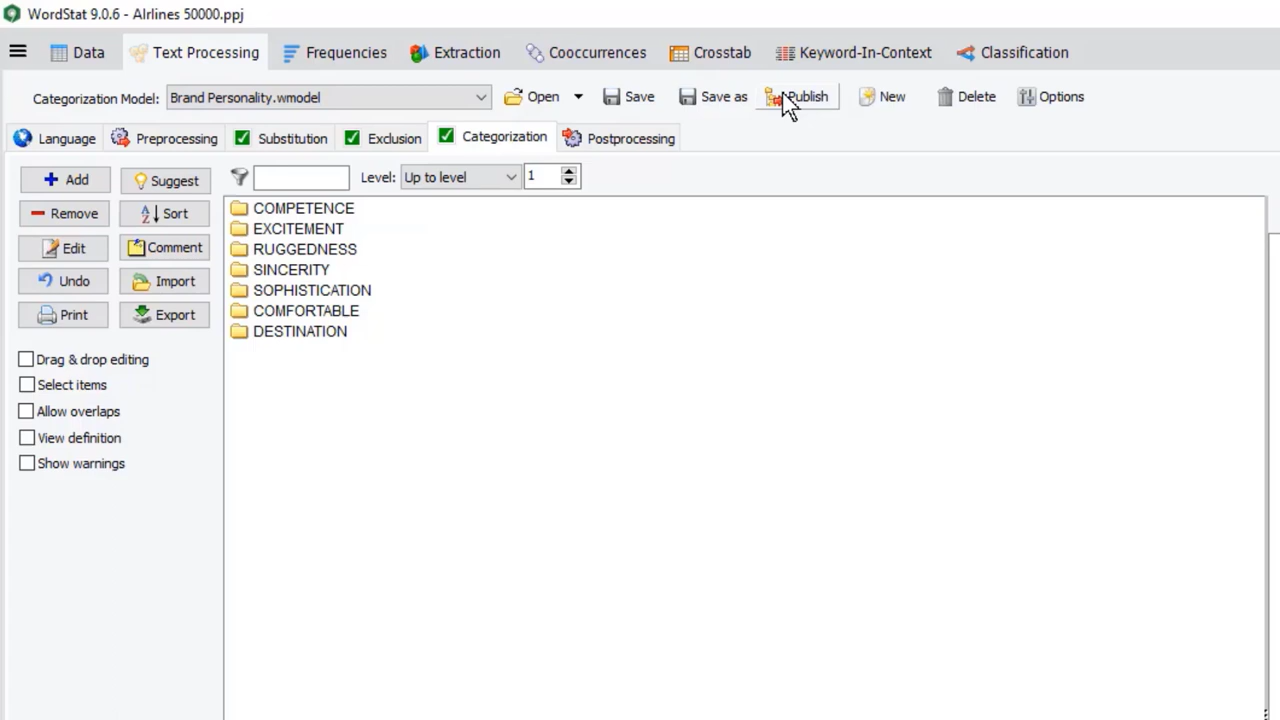 WordStat 9.0.6 - AIrlines 50000.ppj
Data Text Processing Frequencies Extraction Cooccurrences Crosstab Keyword-In-Context Classification
Categorization Model: Brand Personality.wmodel Open Save Save as Publish New Delete Options
Language Preprocessing Substitution Exclusion Categorization Postprocessing
Add Suggest Level: Up to level 1
Remove Sort
Edit Comment
Undo Import
Print Export
Drag & drop editing
Select items
Allow overlaps
View definition
Show warnings
COMPETENCE
EXCITEMENT
RUGGEDNESS
SINCERITY
SOPHISTICATION
COMFORTABLE
DESTINATION